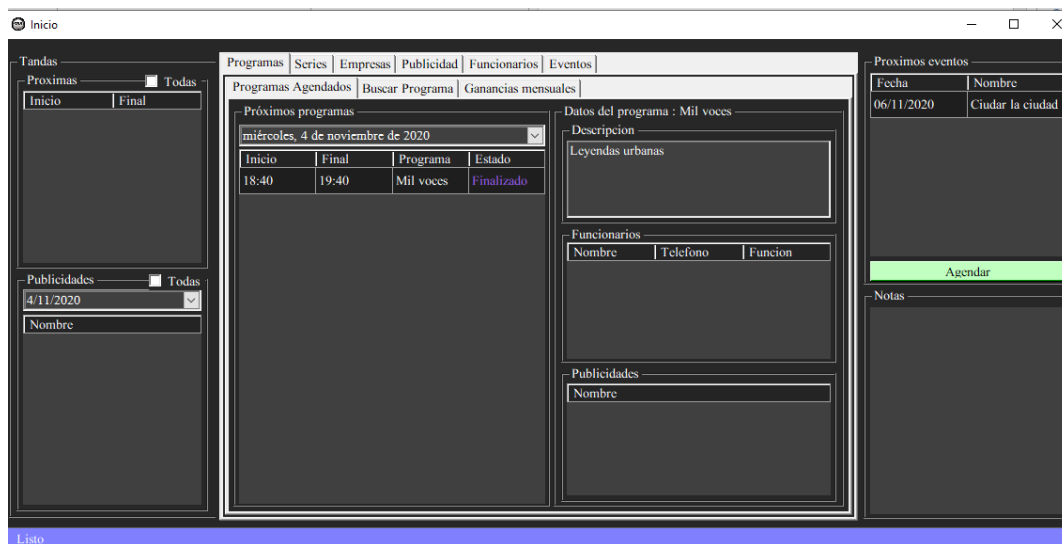 Inicio
Tandas
Proximas Todas
Inicio Final
Publicidades Todas
4/11/2020
Nombre
Programas Series Empresas Publicidad Funcionarios Eventos
Programas Agendados Buscar Programa Ganancias mensuales
Próximos programas
miércoles, 4 de noviembre de 2020
Inicio Final Programa Estado
18:40 19:40 Mil voces Finalizado
Datos del programa : Mil voces
Descripcion
Leyendas urbanas
Funcionarios
Nombre Telefono Funcion
Publicidades
Nombre
Proximos eventos
Fecha Nombre
06/11/2020 Ciudar la ciudad
Agendar
Notas
Listo